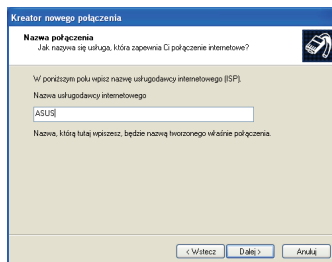 Kreator nowego połączenia
Nazwa połączenia
Jak nazywa się usługa, która zapewnia Ci połączenie internetowe?
W poniższym polu wpisz nazwę usługodawcy internetowego (ISP).
Nazwa usługodawcy internetowego
ASUS
Nazwa, którą tutaj wpiszesz, będzie nazwą tworzonego właśnie połączenia.
< Wstecz
Dalej >
Anuluj